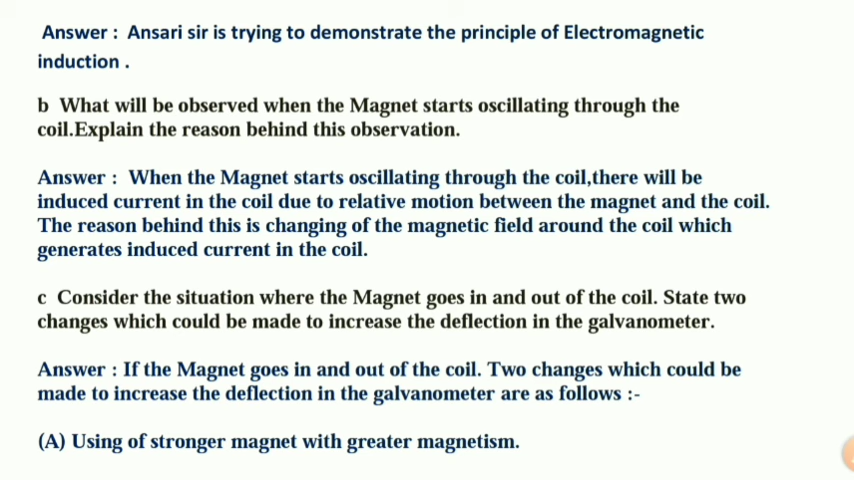 Answer : Ansari sir is trying to demonstrate the principle of Electromagnetic
induction .
b What will be observed when the Magnet starts oscillating through the
coil.Explain the reason behind this observation.
Answer : When the Magnet starts oscillating through the coil,there will be
induced current in the coil due to relative motion between the magnet and the coil.
The reason behind this is changing of the magnetic field around the coil which
generates induced current in the coil.
c Consider the situation where the Magnet goes in and out of the coil. State two
changes which could be made to increase the deflection in the galvanometer.
Answer : If the Magnet goes in and out of the coil. Two changes which could be
made to increase the deflection in the galvanometer are as follows :-
(A) Using of stronger magnet with greater magnetism.